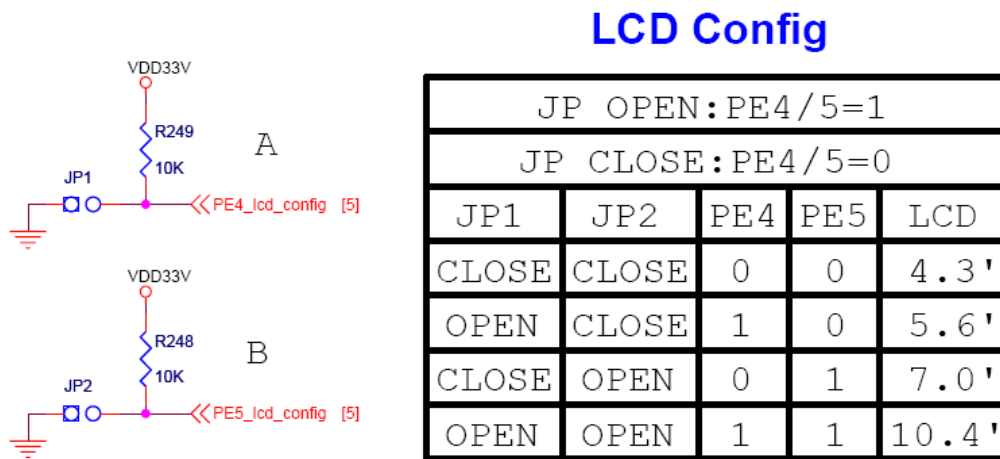 LCD Config
VDD33V
R249
10K
A
JP1
PE4_lcd_config [5]
VDD33V
R248
10K
B
JP2
PE5_lcd_config [5]
JP OPEN:PE4/5=1
JP CLOSE:PE4/5=0
JP1 JP2 PE4 PE5 LCD
CLOSE CLOSE 0 0 4.3'
OPEN CLOSE 1 0 5.6'
CLOSE OPEN 0 1 7.0'
OPEN OPEN 1 1 10.4'